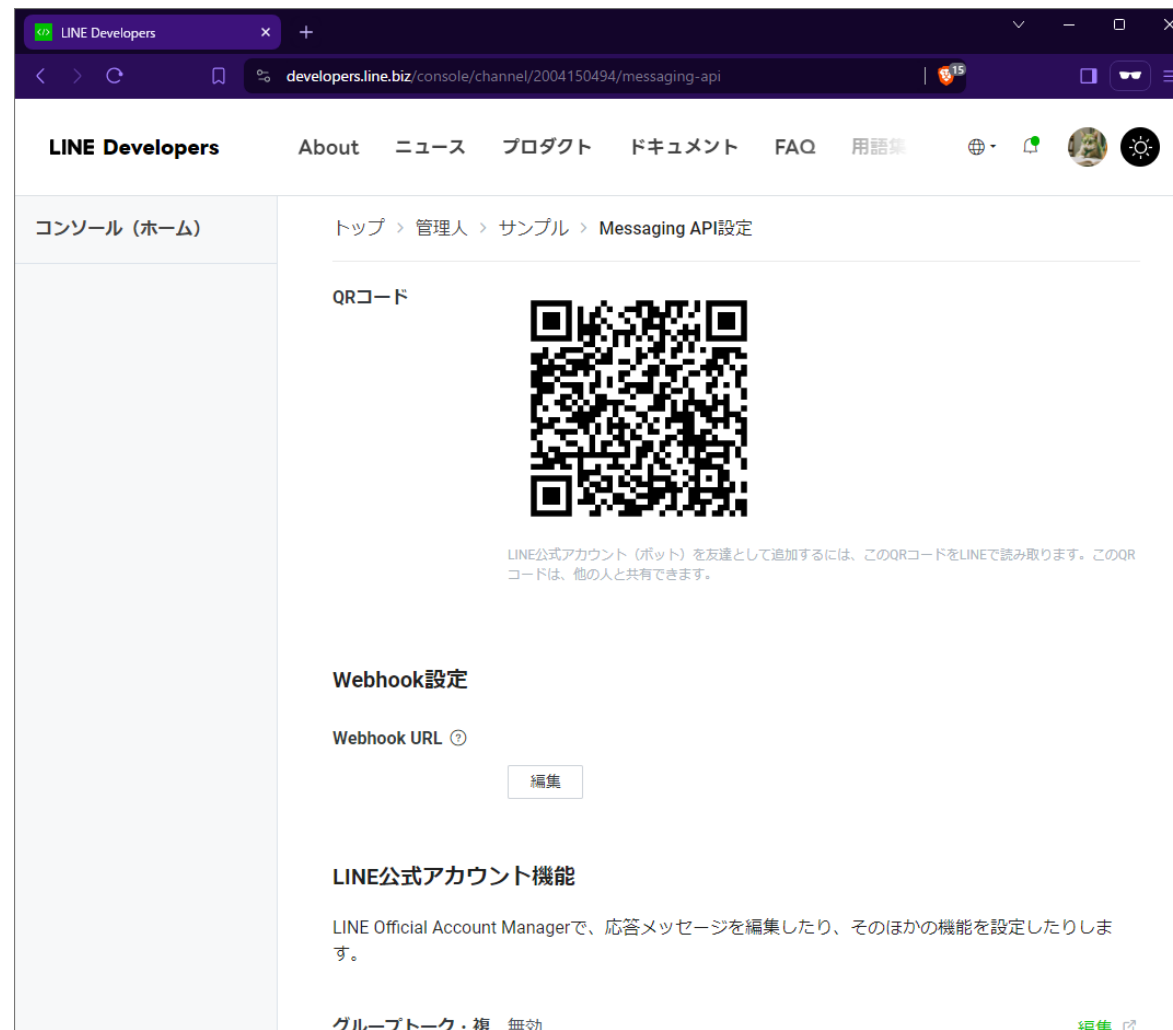 LINE Developers
developers.line.biz/console/channel/2004150494/messaging-api
15
LINE Developers
About ニュース プロダクト ドキュメント FAQ 用語集
コンソール（ホーム）
トップ > 管理人 > サンプル > Messaging API設定
QRコード
LINE公式アカウント（ボット）を友達として追加するには、このQRコードをLINEで読み取ります。このQR
コードは、他の人と共有できます。
Webhook設定
Webhook URL ?
編集
LINE公式アカウント機能
LINE Official Account Managerで、応答メッセージを編集したり、そのほかの機能を設定したりしま
す。
グループトーク・複 無効 編集